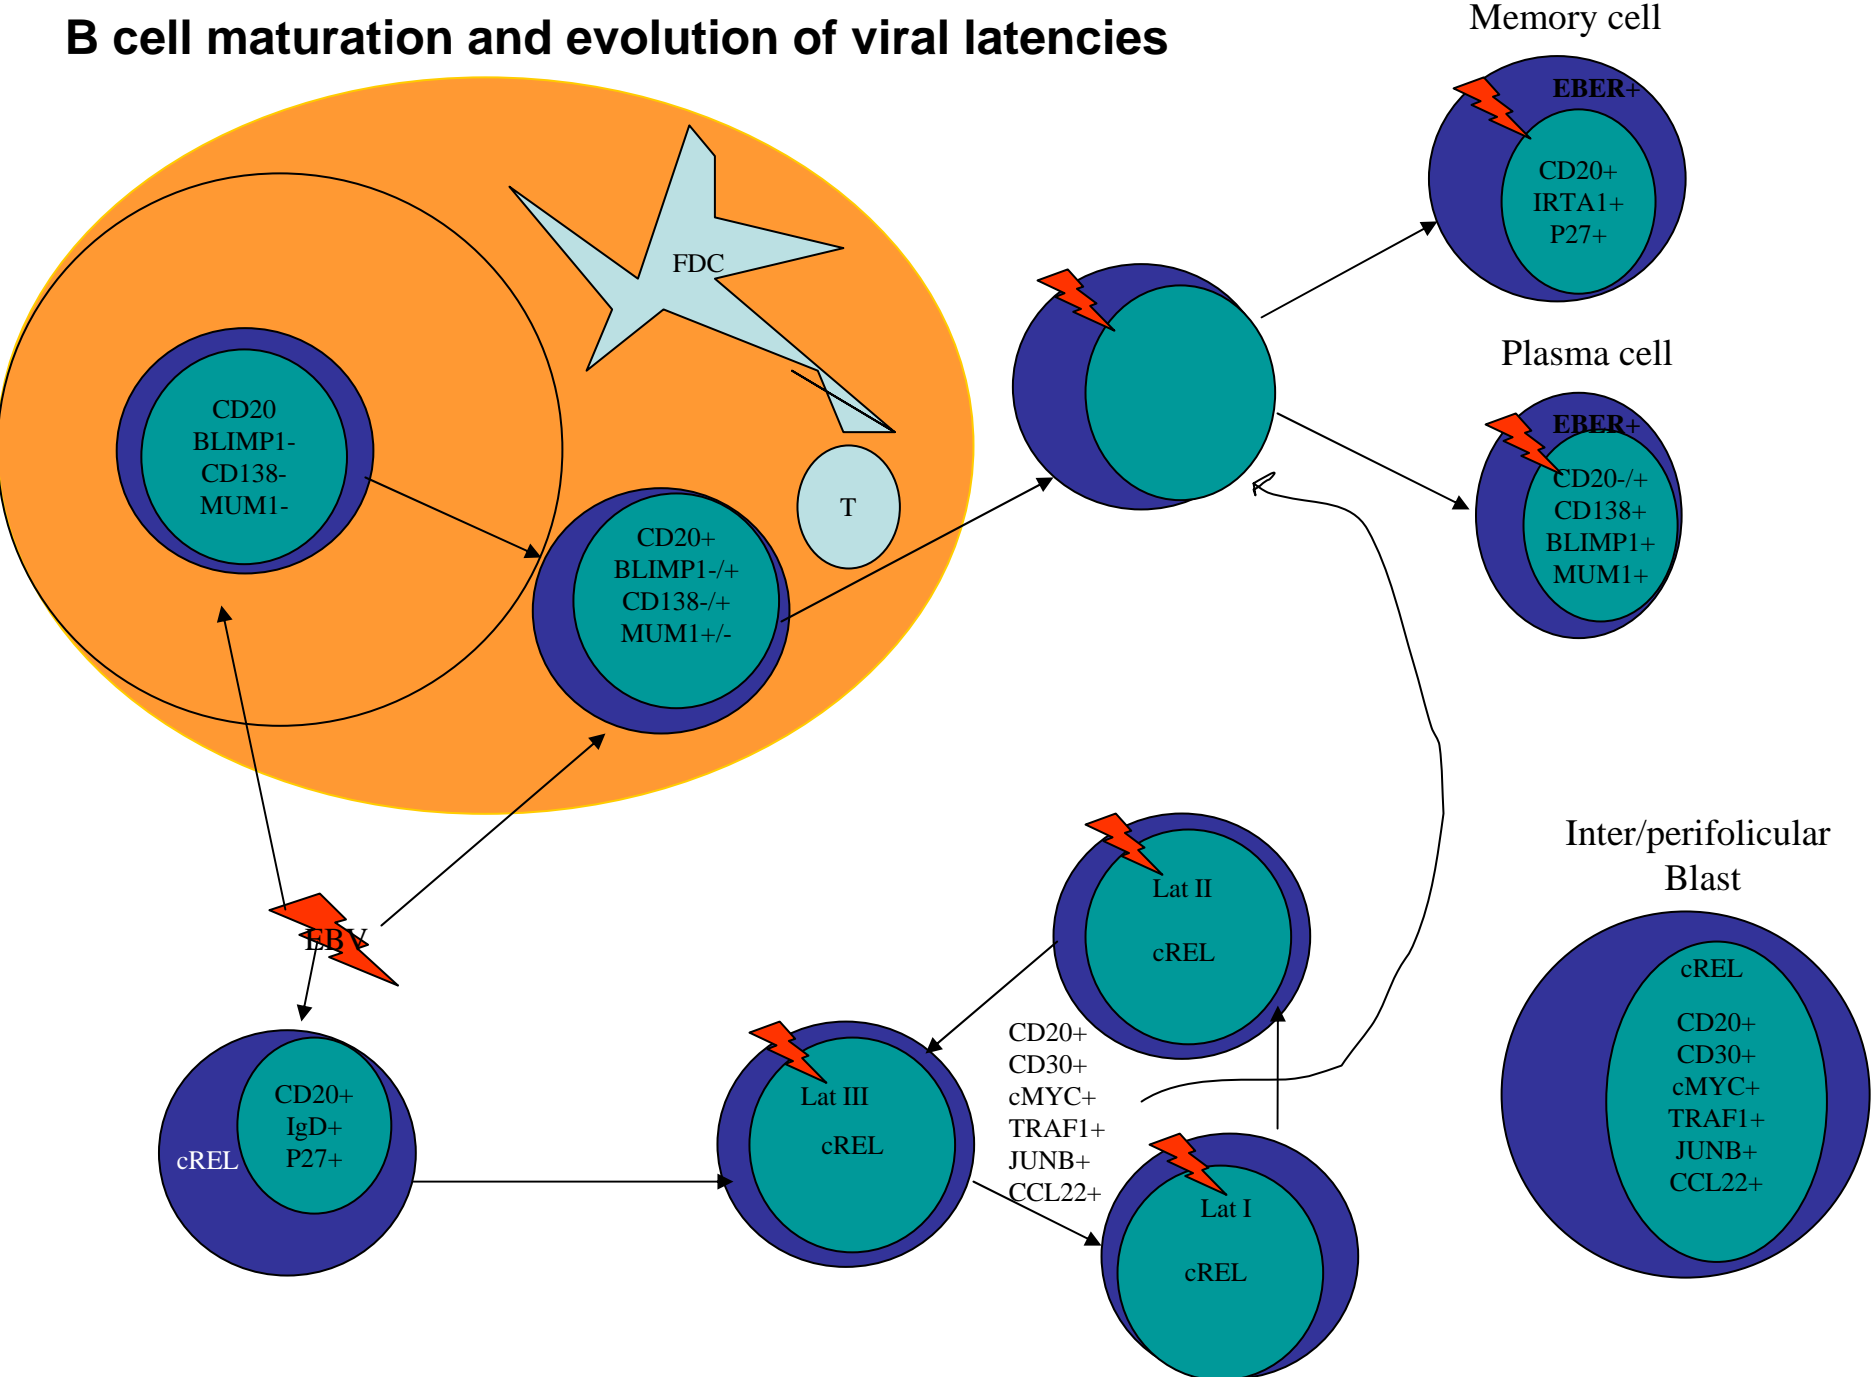 B cell maturation and evolution of viral latencies
Memory cell
EBER+
CD20+
IRTA1+
P27+
FDC
Plasma cell
EBER+
CD20-/+
CD138+
BLIMP1+
MUM1+
CD20
BLIMP1-
CD138-
MUM1-
T
CD20+
BLIMP1-/+
CD138-/+
MUM1+/-
EBV
cREL
CD20+
IgD+
P27+
Lat III
cREL
Lat II
cREL
CD20+
CD30+
cMYC+
TRAF1+
JUNB+
CCL22+
Lat I
cREL
Inter/perifolicular
Blast
cREL
CD20+
CD30+
cMYC+
TRAF1+
JUNB+
CCL22+